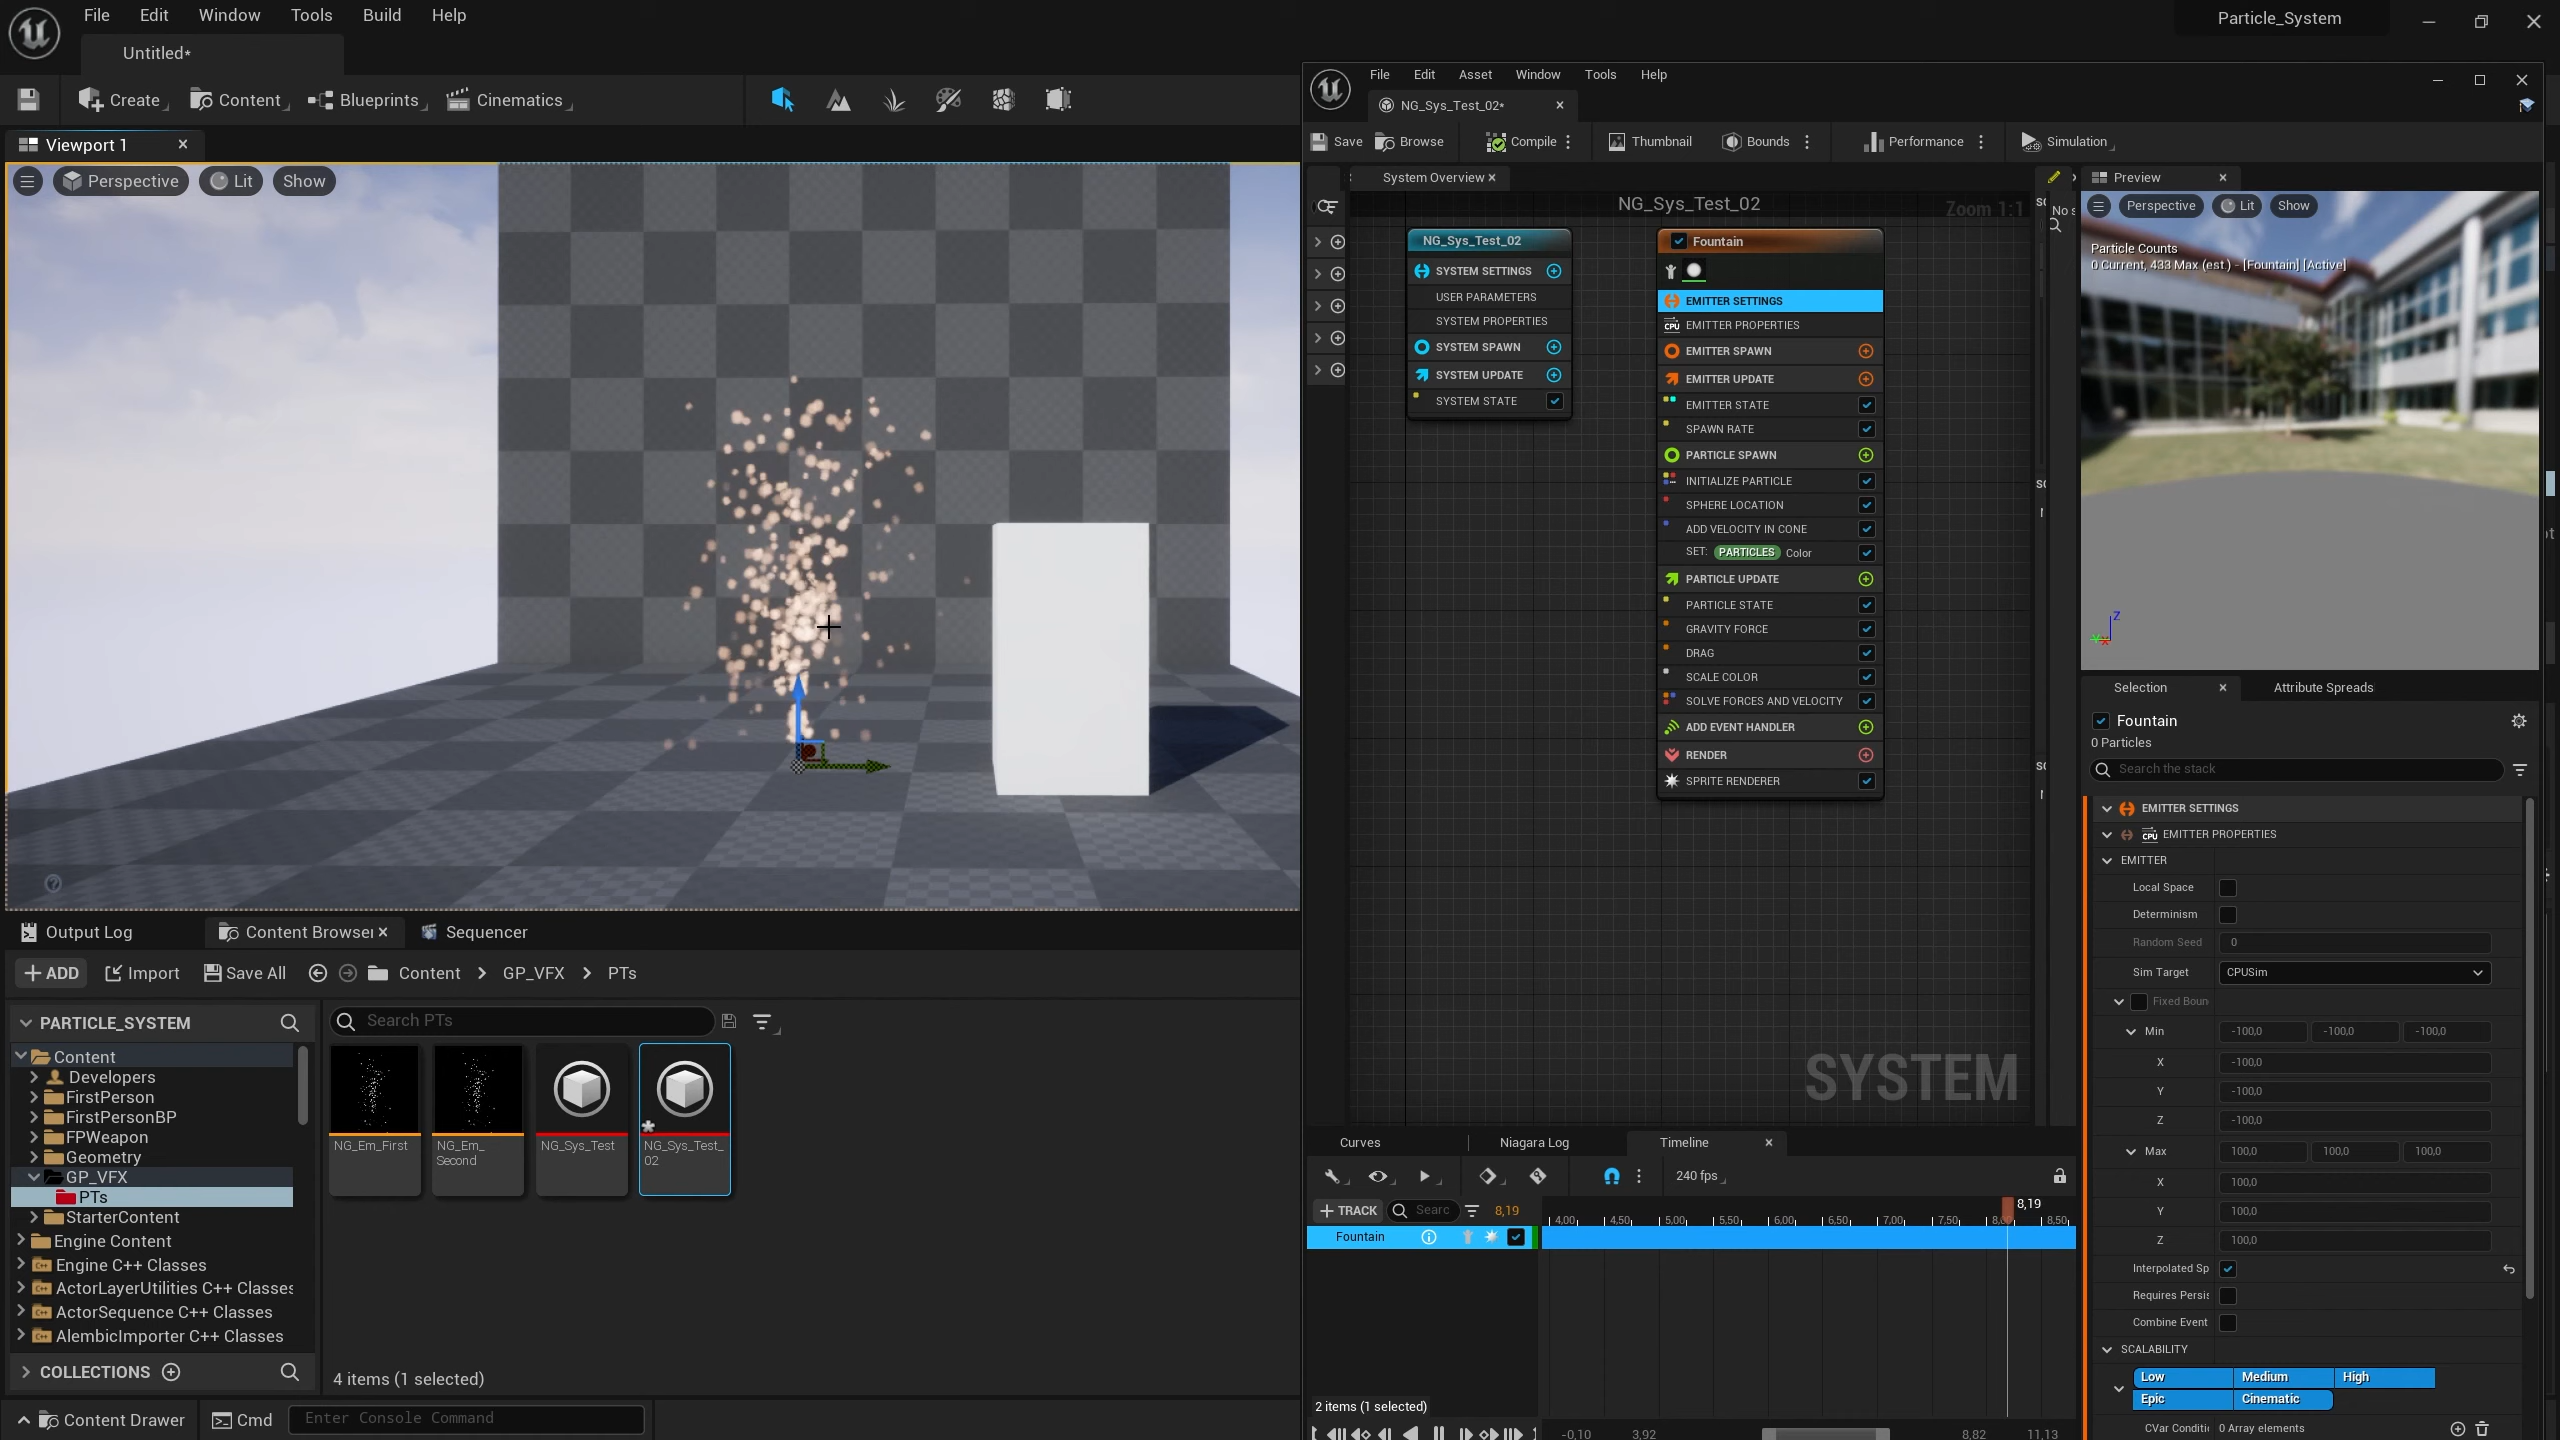 File Edit Window Tools Build Help
Particle_System
Untitled*
Create Content Blueprints Cinematics
Viewport 1
Perspective Lit Show
File Edit Asset Window Tools Help
NG_Sys_Test_02*
Save Browse Compile Thumbnail Bounds Performance Simulation
System Overview
NG_Sys_Test_02
Zoom 1:1
NG_Sys_Test_02
SYSTEM SETTINGS
USER PARAMETERS
SYSTEM PROPERTIES
SYSTEM SPAWN
SYSTEM UPDATE
SYSTEM STATE
Fountain
EMITTER SETTINGS
CPU EMITTER PROPERTIES
EMITTER SPAWN
EMITTER UPDATE
EMITTER STATE
SPAWN RATE
PARTICLE SPAWN
INITIALIZE PARTICLE
SPHERE LOCATION
ADD VELOCITY IN CONE
SET: PARTICLES Color
PARTICLE UPDATE
PARTICLE STATE
GRAVITY FORCE
DRAG
SCALE COLOR
SOLVE FORCES AND VELOCITY
ADD EVENT HANDLER
RENDER
SPRITE RENDERER
SYSTEM
No s
Preview
Perspective Lit Show
Particle Counts
0 Current, 433 Max (est.) - [Fountain] [Active]
Z
Selection Attribute Spreads
Fountain
0 Particles
Search the stack
EMITTER SETTINGS
CPU EMITTER PROPERTIES
EMITTER
Local Space
Determinism
Random Seed 0
Sim Target CPUSim
Fixed Boun
Min -100,0 -100,0 -100,0
X -100,0
Y -100,0
Z -100,0
Max 100,0 100,0 100,0
X 100,0
Y 100,0
Z 100,0
Interpolated Sp
Requires Persis
Combine Event
SCALABILITY
Low Medium High
Epic Cinematic
CVar Conditi 0 Array elements
Curves Niagara Log Timeline
240 fps
TRACK Searc 8,19
8,19
4,00 4,50 5,00 5,50 6,00 6,50 7,00 7,50 8,00 8,50
Fountain
2 items (1 selected)
-0,10 3,92 8,82 11,13
Output Log Content Browser Sequencer
ADD Import Save All Content GP_VFX PTs
PARTICLE_SYSTEM
Search PTs
Content
Developers
FirstPerson
FirstPersonBP
FPWeapon
Geometry
GP_VFX
PTs
StarterContent
Engine Content
Engine C++ Classes
ActorLayerUtilities C++ Classes
ActorSequence C++ Classes
AlembicImporter C++ Classes
COLLECTIONS
NG_Em_First
NG_Em_
Second
NG_Sys_Test
NG_Sys_Test_
02
4 items (1 selected)
Content Drawer Cmd Enter Console Command